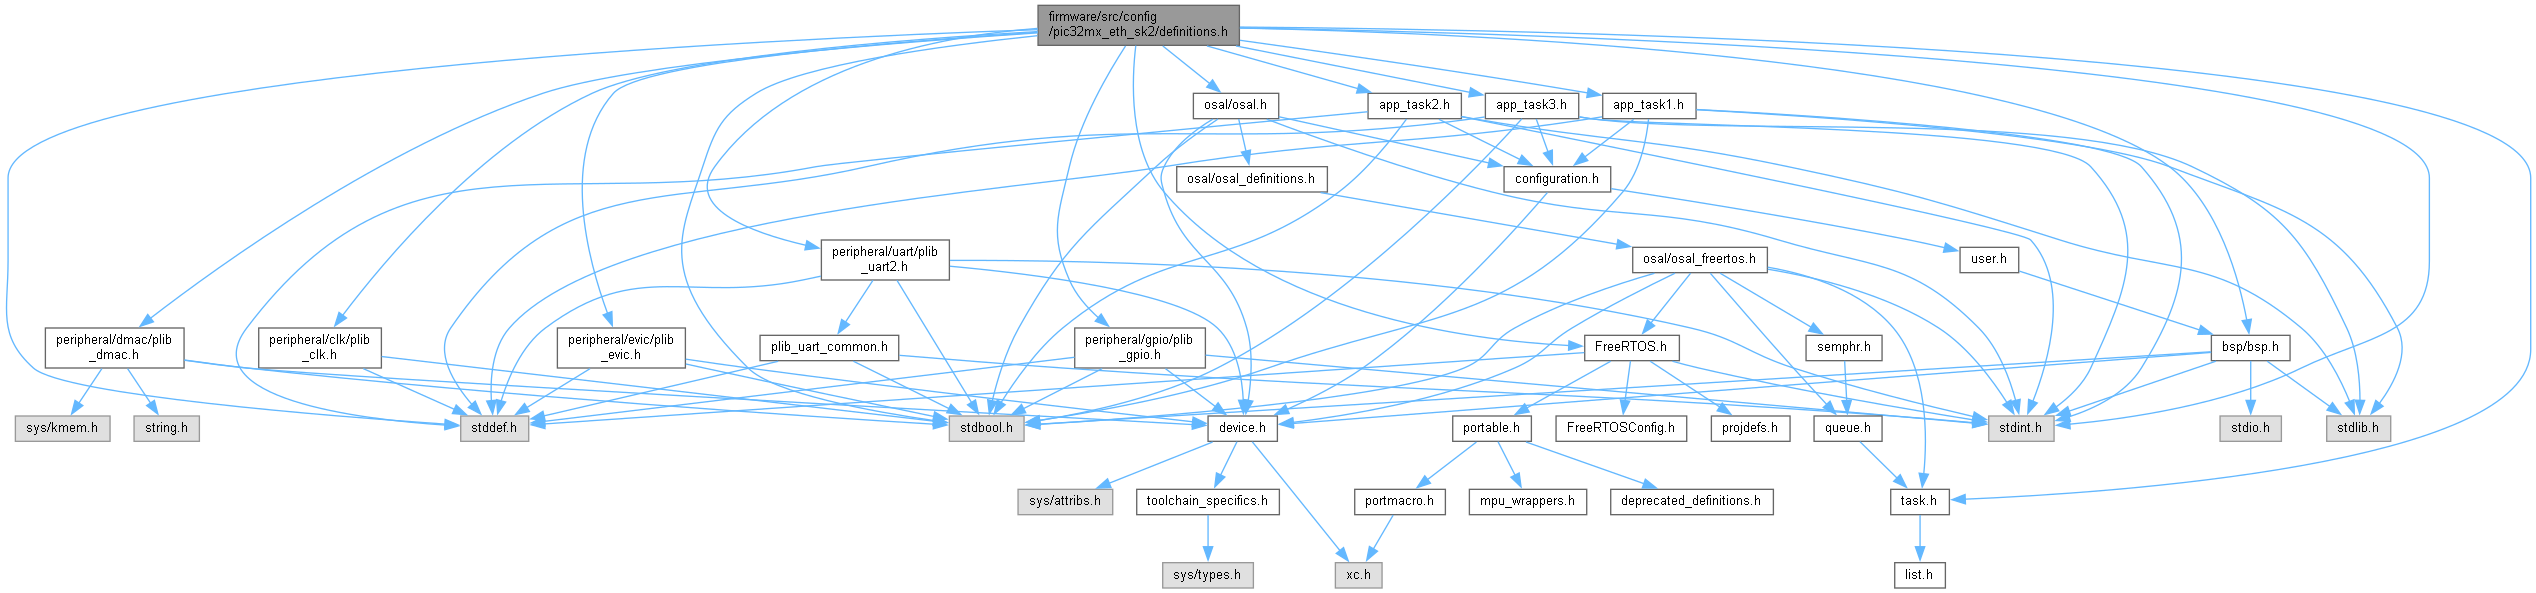 firmware/src/config
/pic32mx_eth_sk2/definitions.h
osal/osal.h
app_task2.h
app_task3.h
app_task1.h
osal/osal_definitions.h
configuration.h
peripheral/uart/plib
_uart2.h
osal/osal_freertos.h
user.h
peripheral/dmac/plib
_dmac.h
peripheral/clk/plib
_clk.h
peripheral/evic/plib
_evic.h
plib_uart_common.h
peripheral/gpio/plib
_gpio.h
FreeRTOS.h
semphr.h
bsp/bsp.h
sys/kmem.h
string.h
stddef.h
stdbool.h
device.h
portable.h
FreeRTOSConfig.h
projdefs.h
queue.h
stdint.h
stdio.h
stdlib.h
sys/attribs.h
toolchain_specifics.h
portmacro.h
mpu_wrappers.h
deprecated_definitions.h
task.h
sys/types.h
xc.h
list.h